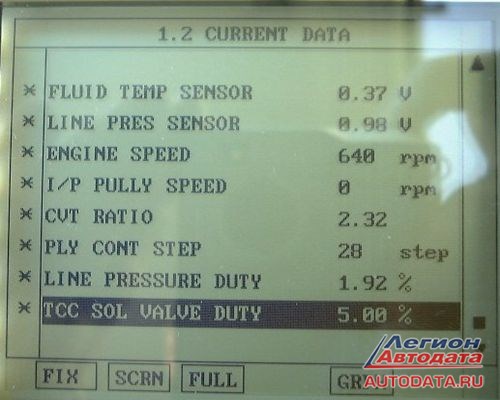 1.2 CURRENT DATA
* FLUID TEMP SENSOR 0.37 V
* LINE PRES SENSOR 0.98 V
* ENGINE SPEED 640 rpm
* I/P PULLY SPEED 0 rpm
* CVT RATIO 2.32
* PLY CONT STEP 28 step
* LINE PRESSURE DUTY 1.92 %
* TCC SOL VALVE DUTY 5.00 %
FIX SCRN FULL
Легион
Автодата
AUTODATA.RU